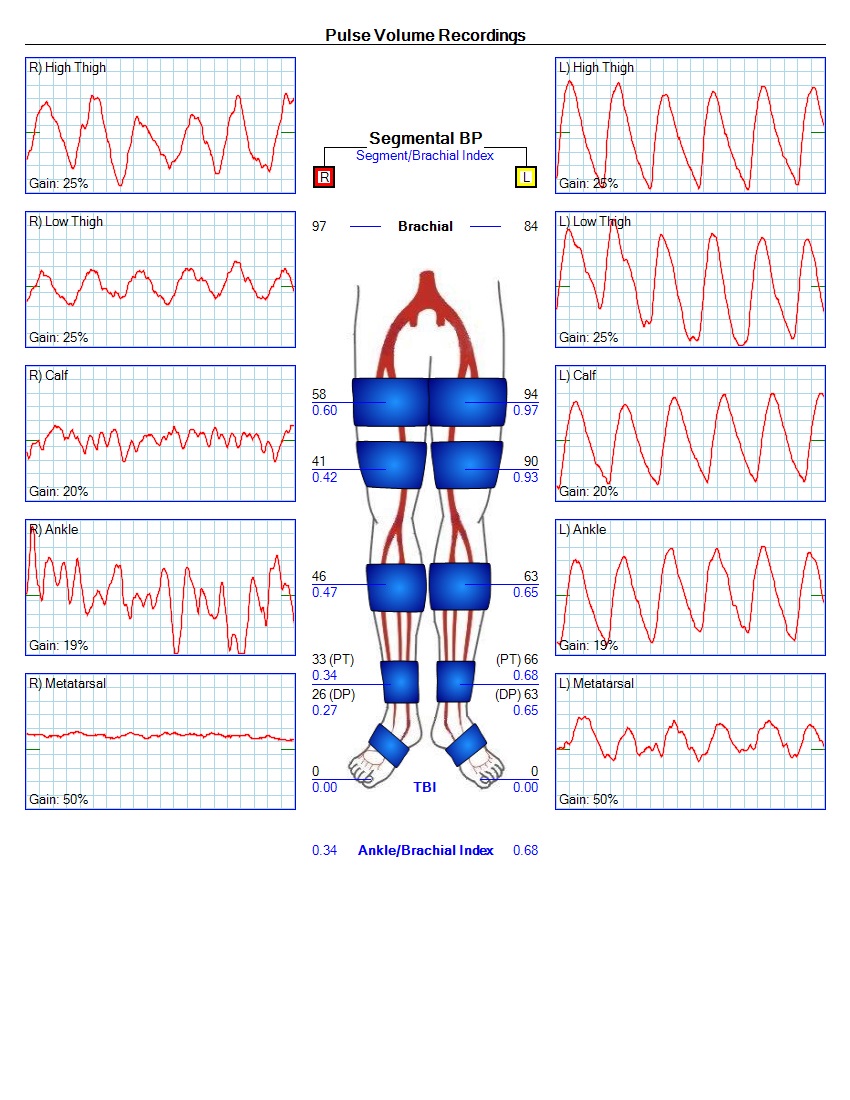 Pulse Volume Recordings
R) High Thigh
Gain: 25%
R) Low Thigh
Gain: 25%
R) Calf
Gain: 20%
R) Ankle
Gain: 19%
R) Metatarsal
Gain: 50%
Segmental BP
Segment/Brachial Index
R L
97 Brachial 84
58 94
0.60 0.97
41 90
0.42 0.93
46 63
0.47 0.65
33 (PT) (PT) 66
0.34 0.68
26 (DP) (DP) 63
0.27 0.65
0 0
0.00 TBI 0.00
0.34 Ankle/Brachial Index 0.68
L) High Thigh
Gain: 25%
L) Low Thigh
Gain: 25%
L) Calf
Gain: 20%
L) Ankle
Gain: 19%
L) Metatarsal
Gain: 50%